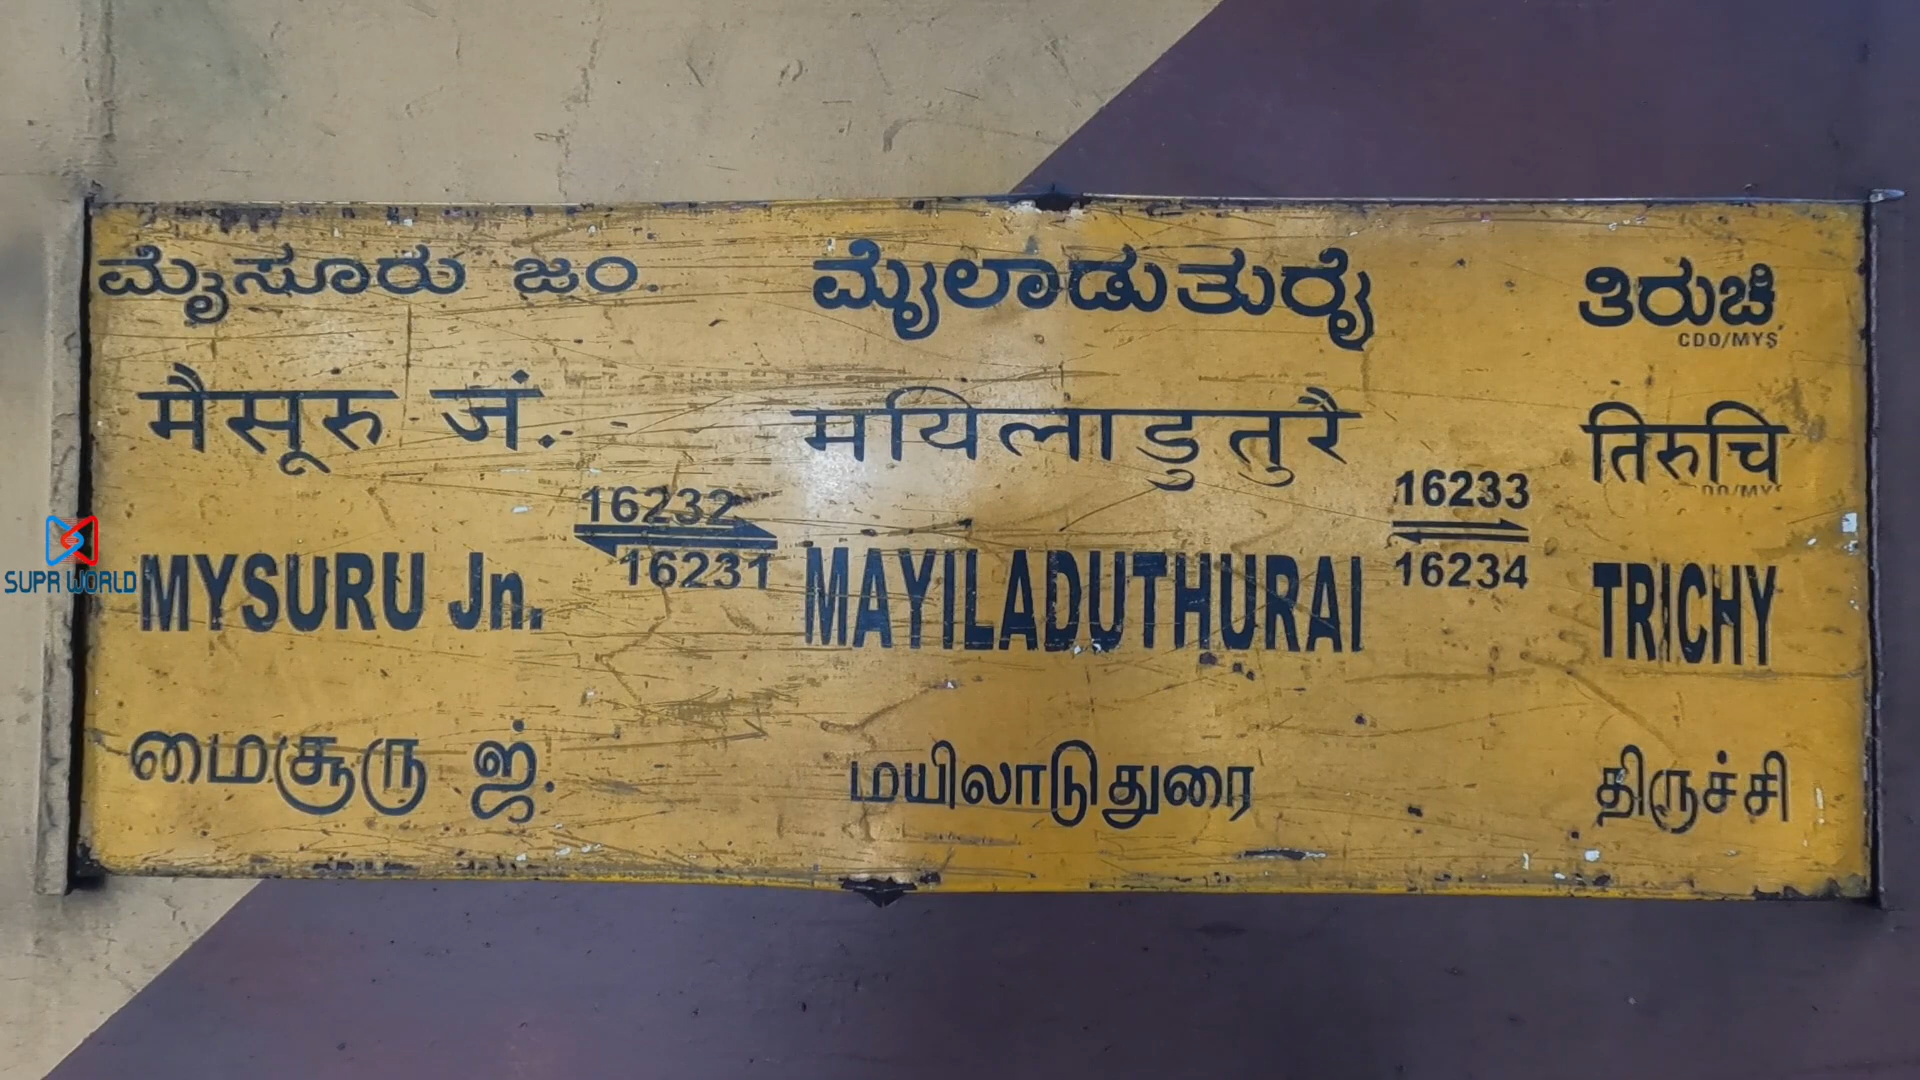 ಮೈಸೂರು ಜಂ. ಮೈಲಾಡುತುರೈ ತಿರುಚಿ
CDO/MYS
मैसूरु जं. मयिलाडुतुरै तिरुचि
16232 16233
MYSURU Jn. MAYILADUTHURAI TRICHY
16231 16234
மைசூரு ஜ். மயிலாடுதுரை திருச்சி
SUPR WORLD